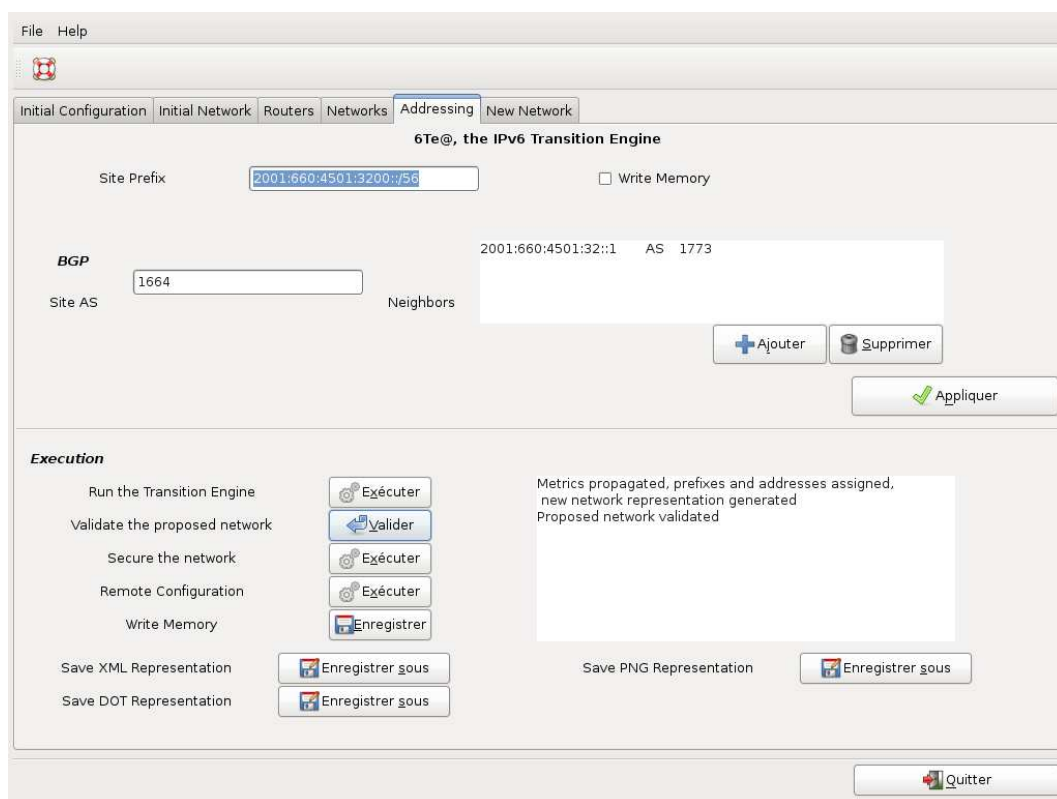 File Help
Initial Configuration Initial Network Routers Networks Addressing New Network
6Te@, the IPv6 Transition Engine
Site Prefix 2001:660:4501:3200::/56 Write Memory
BGP
Site AS 1664
Neighbors 2001:660:4501:32::1 AS 1773
Ajouter Supprimer
Appliquer
Execution
Run the Transition Engine Exécuter
Validate the proposed network Valider
Secure the network Exécuter
Remote Configuration Exécuter
Write Memory Enregistrer
Metrics propagated, prefixes and addresses assigned,
new network representation generated
Proposed network validated
Save XML Representation Enregistrer sous
Save PNG Representation Enregistrer sous
Save DOT Representation Enregistrer sous
Quitter